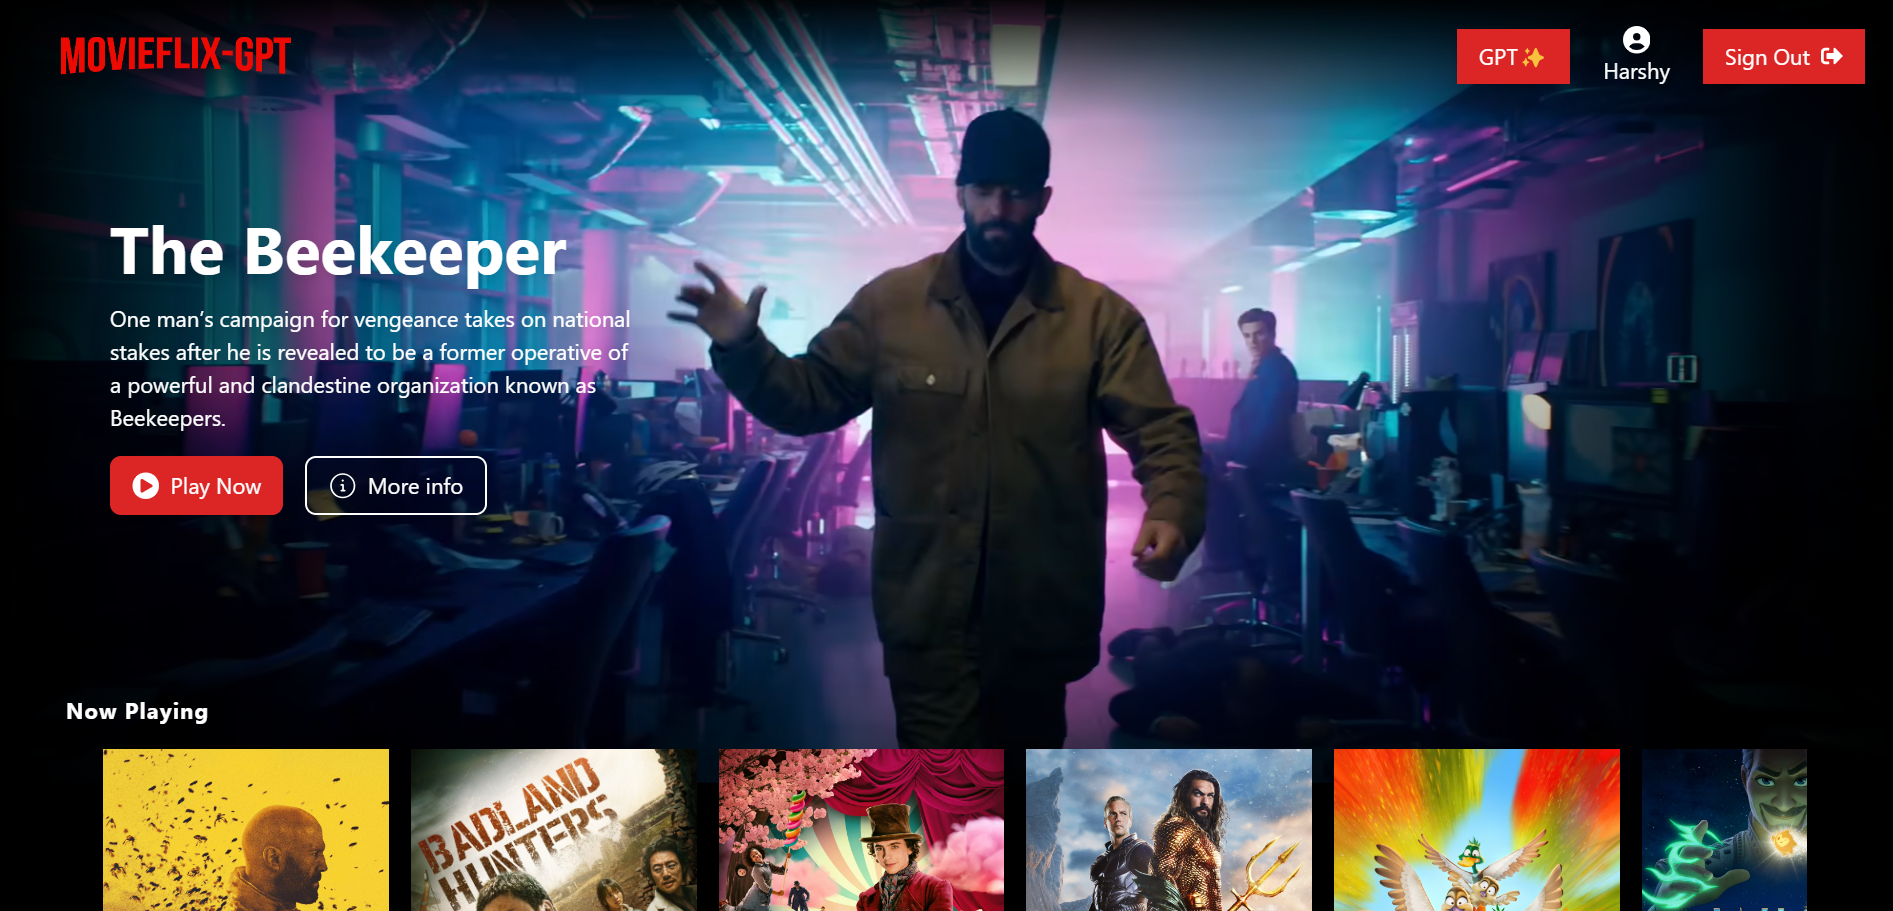 MOVIEFLIX-GPT
GPT✨
Harshy
Sign Out
The Beekeeper
One man’s campaign for vengeance takes on national
stakes after he is revealed to be a former operative of
a powerful and clandestine organization known as
Beekeepers.
Play Now
More info
Now Playing
BADLAND
HUNTERS